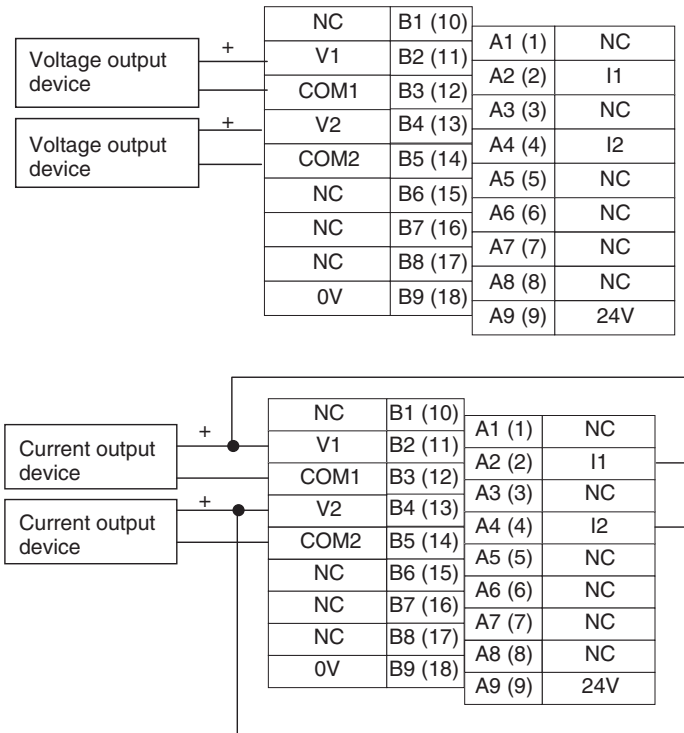 NC B1 (10)
A1 (1) NC
Voltage output
device
+
V1 B2 (11)
A2 (2) I1
COM1 B3 (12)
A3 (3) NC
Voltage output
device
+
V2 B4 (13)
A4 (4) I2
COM2 B5 (14)
A5 (5) NC
NC B6 (15)
A6 (6) NC
NC B7 (16)
A7 (7) NC
NC B8 (17)
A8 (8) NC
0V B9 (18)
A9 (9) 24V
NC B1 (10)
A1 (1) NC
Current output
device
+
V1 B2 (11)
A2 (2) I1
COM1 B3 (12)
A3 (3) NC
Current output
device
+
V2 B4 (13)
A4 (4) I2
COM2 B5 (14)
A5 (5) NC
NC B6 (15)
A6 (6) NC
NC B7 (16)
A7 (7) NC
NC B8 (17)
A8 (8) NC
0V B9 (18)
A9 (9) 24V